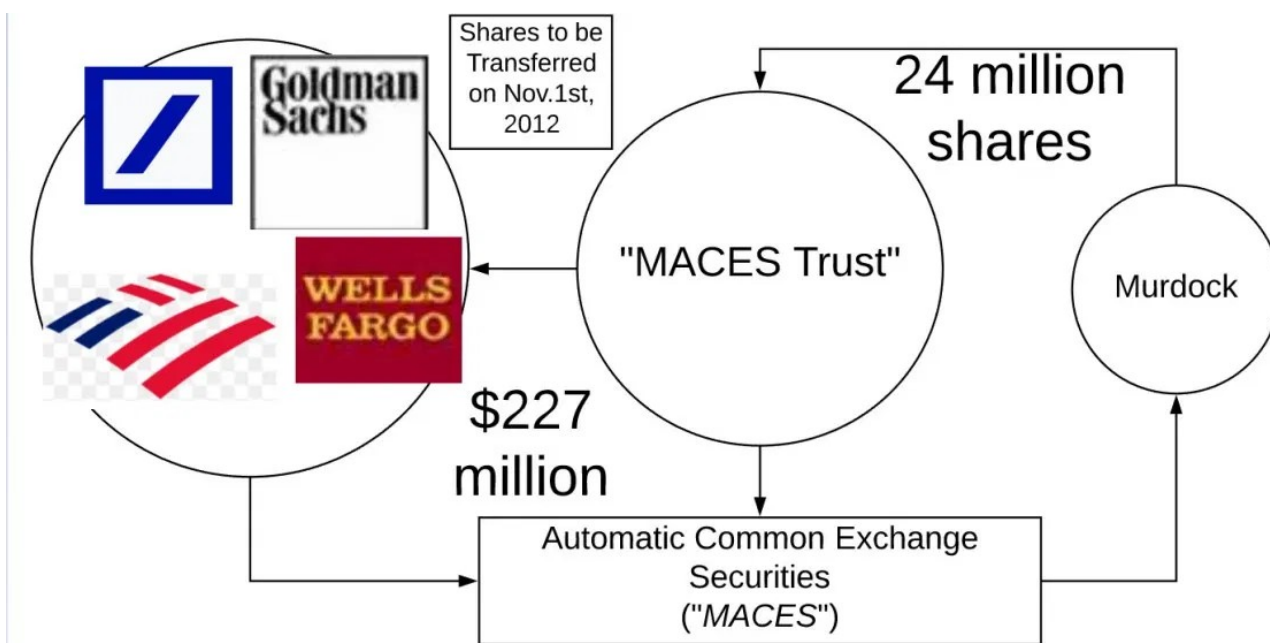 Goldman
Sachs
WELLS
FARGO
Shares to be
Transferred
on Nov.1st,
2012
24 million
shares
"MACES Trust"
Murdock
$227
million
Automatic Common Exchange
Securities
("MACES")